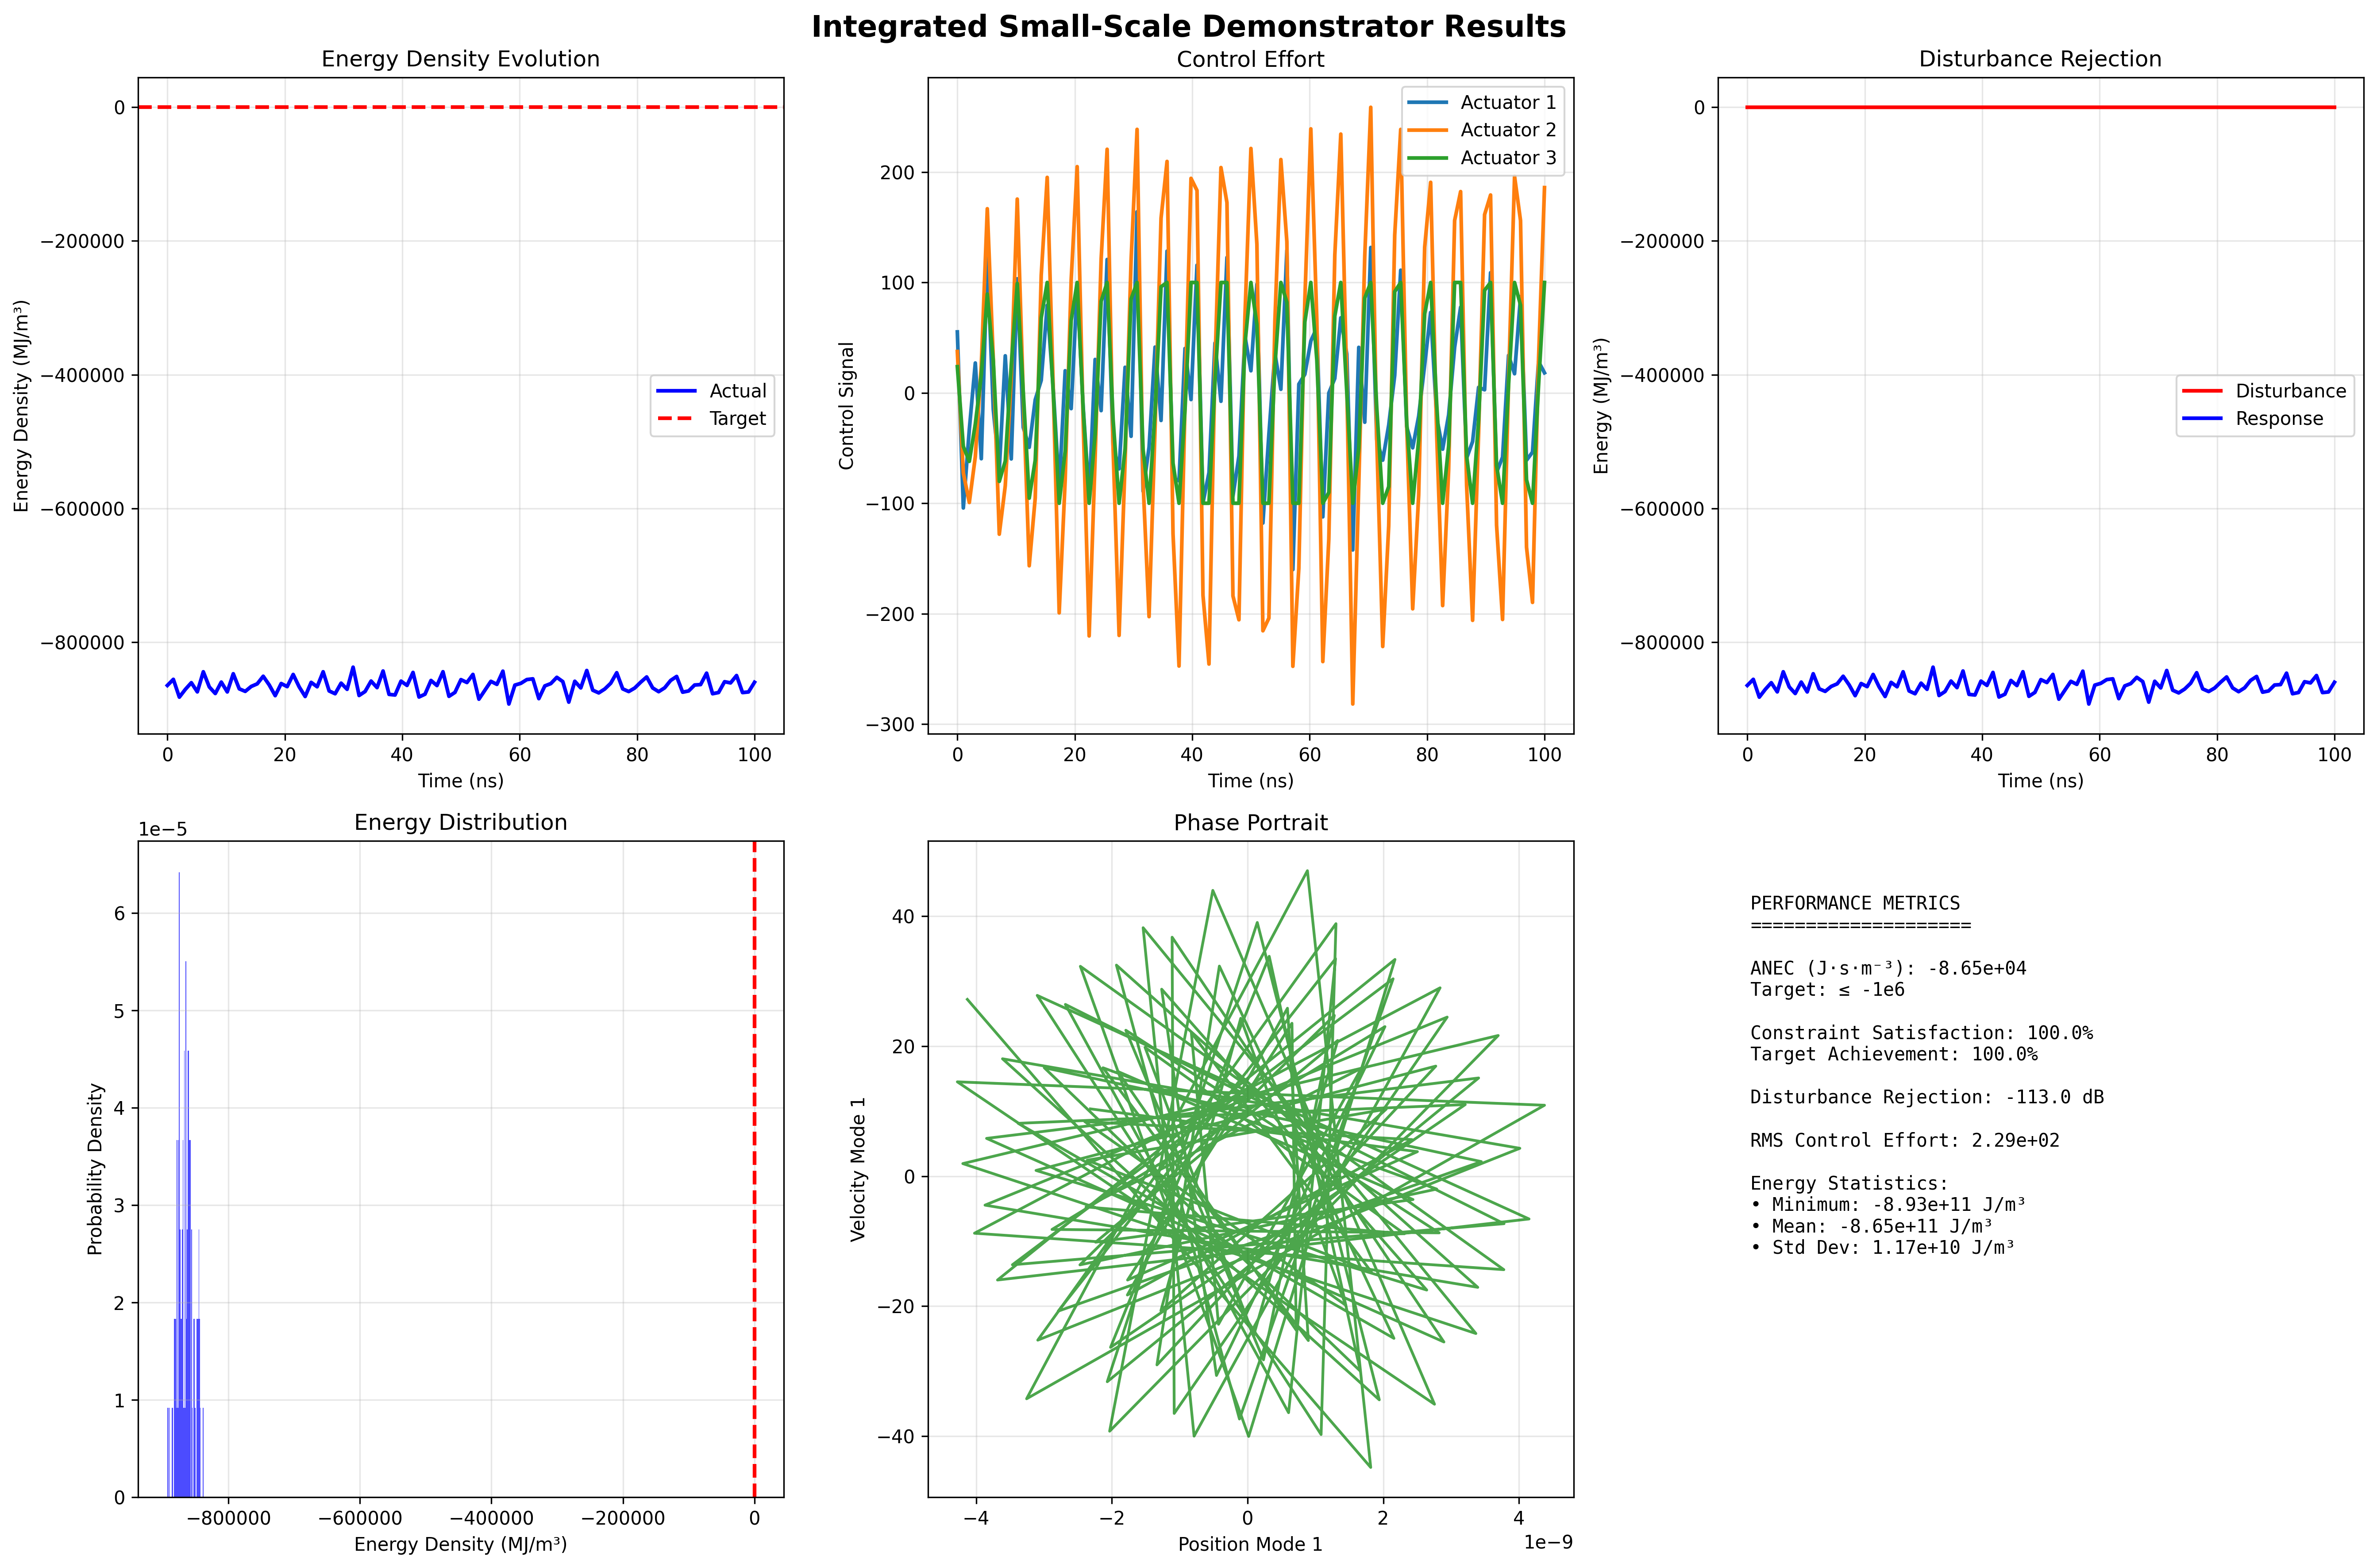 Integrated Small-Scale Demonstrator Results
Energy Density Evolution
Energy Density (MJ/m³)
0
−200000
−400000
−600000
−800000
Actual
Target
0 20 40 60 80 100
Time (ns)
Control Effort
Control Signal
200
100
0
−100
−200
−300
Actuator 1
Actuator 2
Actuator 3
0 20 40 60 80 100
Time (ns)
Disturbance Rejection
Energy (MJ/m³)
0
−200000
−400000
−600000
−800000
Disturbance
Response
0 20 40 60 80 100
Time (ns)
Energy Distribution
1e−5
Probability Density
6
5
4
3
2
1
0
−800000 −600000 −400000 −200000 0
Energy Density (MJ/m³)
Phase Portrait
Velocity Mode 1
40
20
0
−20
−40
−4 −2 0 2 4
1e−9
Position Mode 1
PERFORMANCE METRICS
====================
ANEC (J·s·m⁻³): -8.65e+04
Target: ≤ -1e6
Constraint Satisfaction: 100.0%
Target Achievement: 100.0%
Disturbance Rejection: -113.0 dB
RMS Control Effort: 2.29e+02
Energy Statistics:
• Minimum: -8.93e+11 J/m³
• Mean: -8.65e+11 J/m³
• Std Dev: 1.17e+10 J/m³